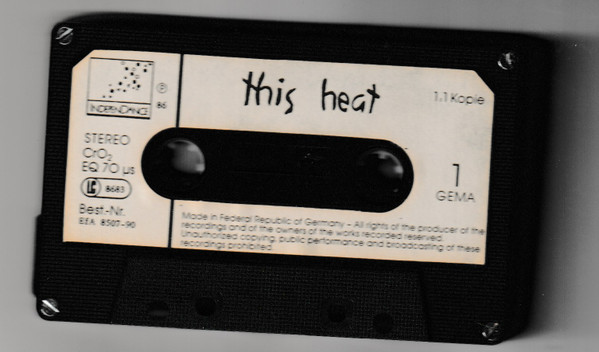 this heat
1.1 Kopie
INDEPENDANCE
℗
86
STEREO
CrO₂
EQ 70 µs
LC 8683
Best.-Nr.
EFA 8507-90
1
GEMA
Made in Federal Republic of Germany – All rights of the producer of the
recordings and of the owners of the works recorded reserved.
Unauthorized copying, public performance and broadcasting of these
recordings prohibited.